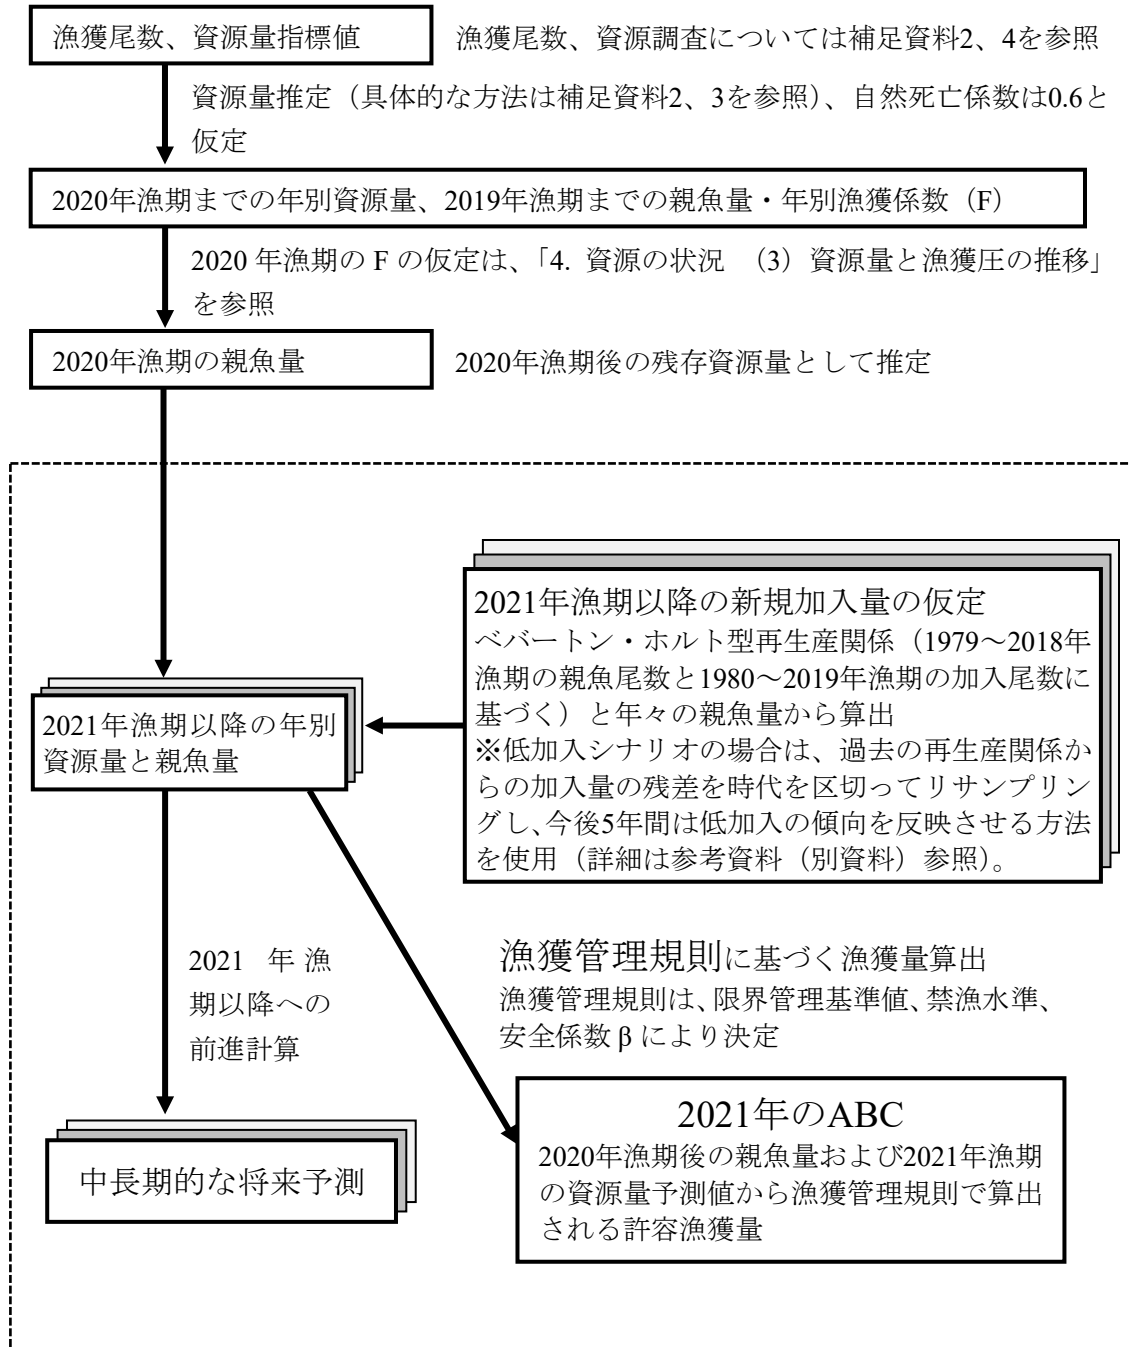 漁獲尾数、資源量指標値
漁獲尾数、資源調査については補足資料2、4を参照
資源量推定（具体的な方法は補足資料2、3を参照）、自然死亡係数は0.6と
仮定
2020年漁期までの年別資源量、2019年漁期までの親魚量・年別漁獲係数（F）
2020 年漁期の F の仮定は、「4. 資源の状況　（3）資源量と漁獲圧の推移」
を参照
2020年漁期の親魚量
2020年漁期後の残存資源量として推定
2021年漁期以降の新規加入量の仮定
ベバートン・ホルト型再生産関係（1979～2018年
漁期の親魚尾数と1980～2019年漁期の加入尾数に
基づく）と年々の親魚量から算出
※低加入シナリオの場合は、過去の再生産関係か
らの加入量の残差を時代を区切ってリサンプリン
グし、今後5年間は低加入の傾向を反映させる方法
を使用（詳細は参考資料（別資料）参照）。
2021年漁期以降の年別
資源量と親魚量
2021 年漁
期以降への
前進計算
漁獲管理規則に基づく漁獲量算出
漁獲管理規則は、限界管理基準値、禁漁水準、
安全係数 β により決定
2021年のABC
2020年漁期後の親魚量および2021年漁期
の資源量予測値から漁獲管理規則で算出
される許容漁獲量
中長期的な将来予測